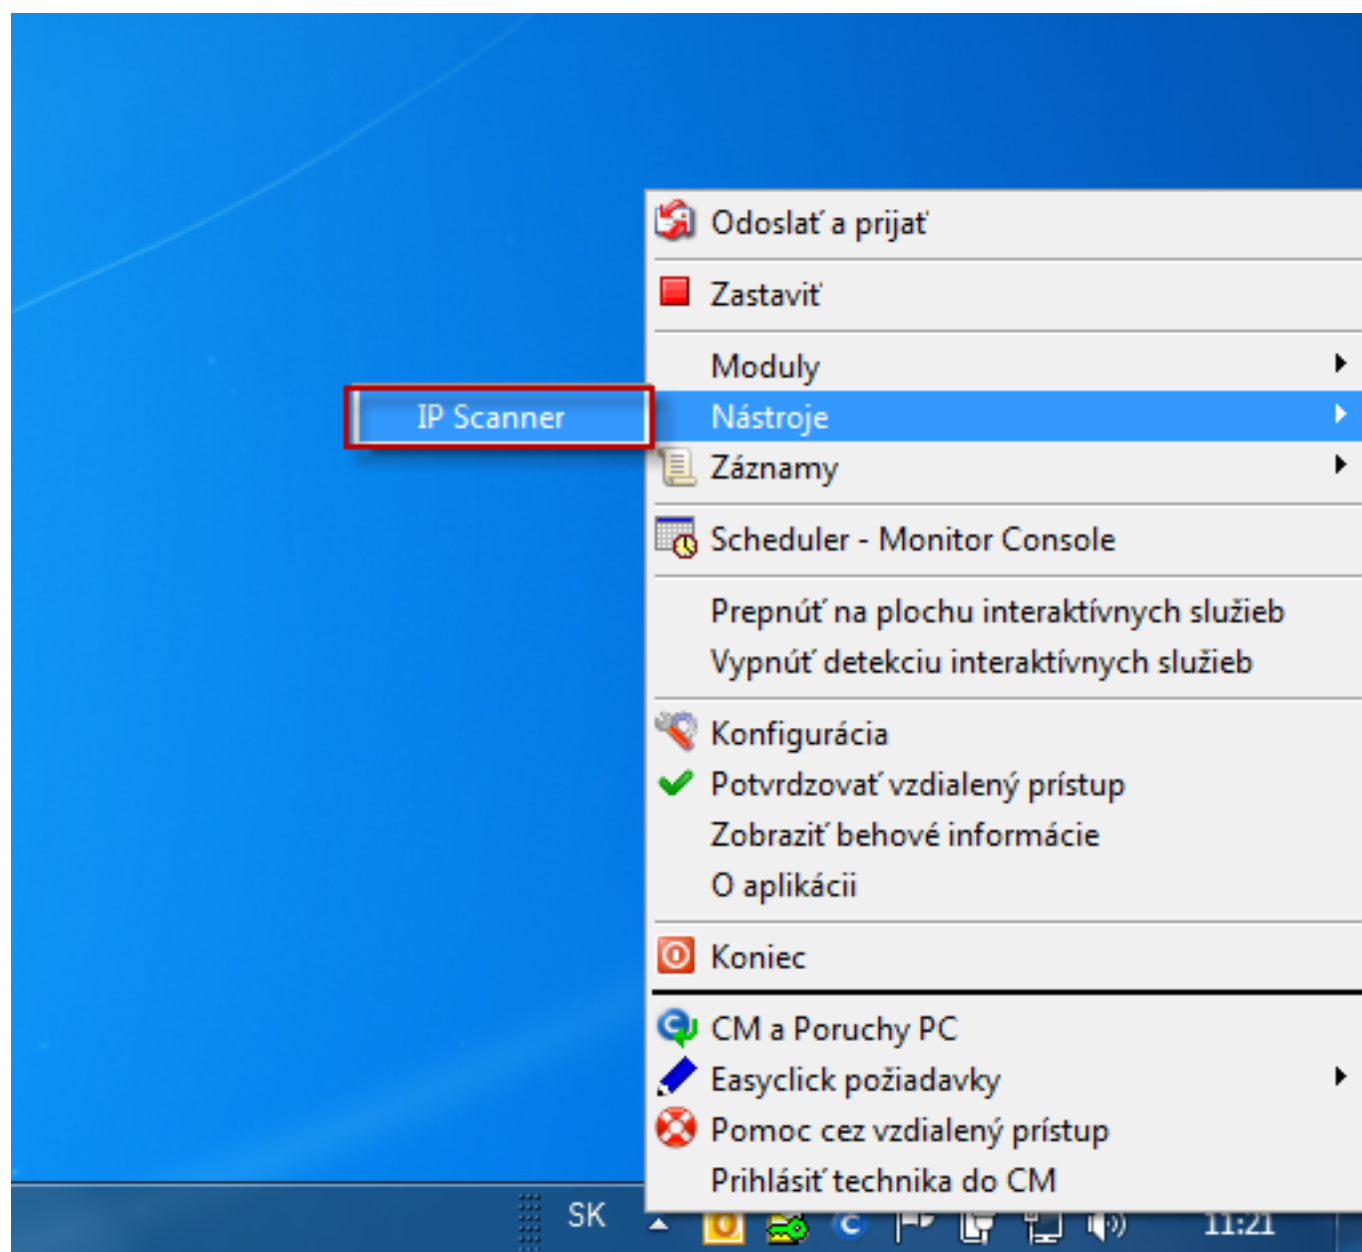 Odoslať a prijať
Zastaviť
Moduly
IP Scanner
Nástroje
Záznamy
Scheduler - Monitor Console
Prepnúť na plochu interaktívnych služieb
Vypnúť detekciu interaktívnych služieb
Konfigurácia
Potvrdzovať vzdialený prístup
Zobraziť behové informácie
O aplikácii
Koniec
CM a Poruchy PC
Easyclick požiadavky
Pomoc cez vzdialený prístup
Prihlásiť technika do CM
SK
11:21